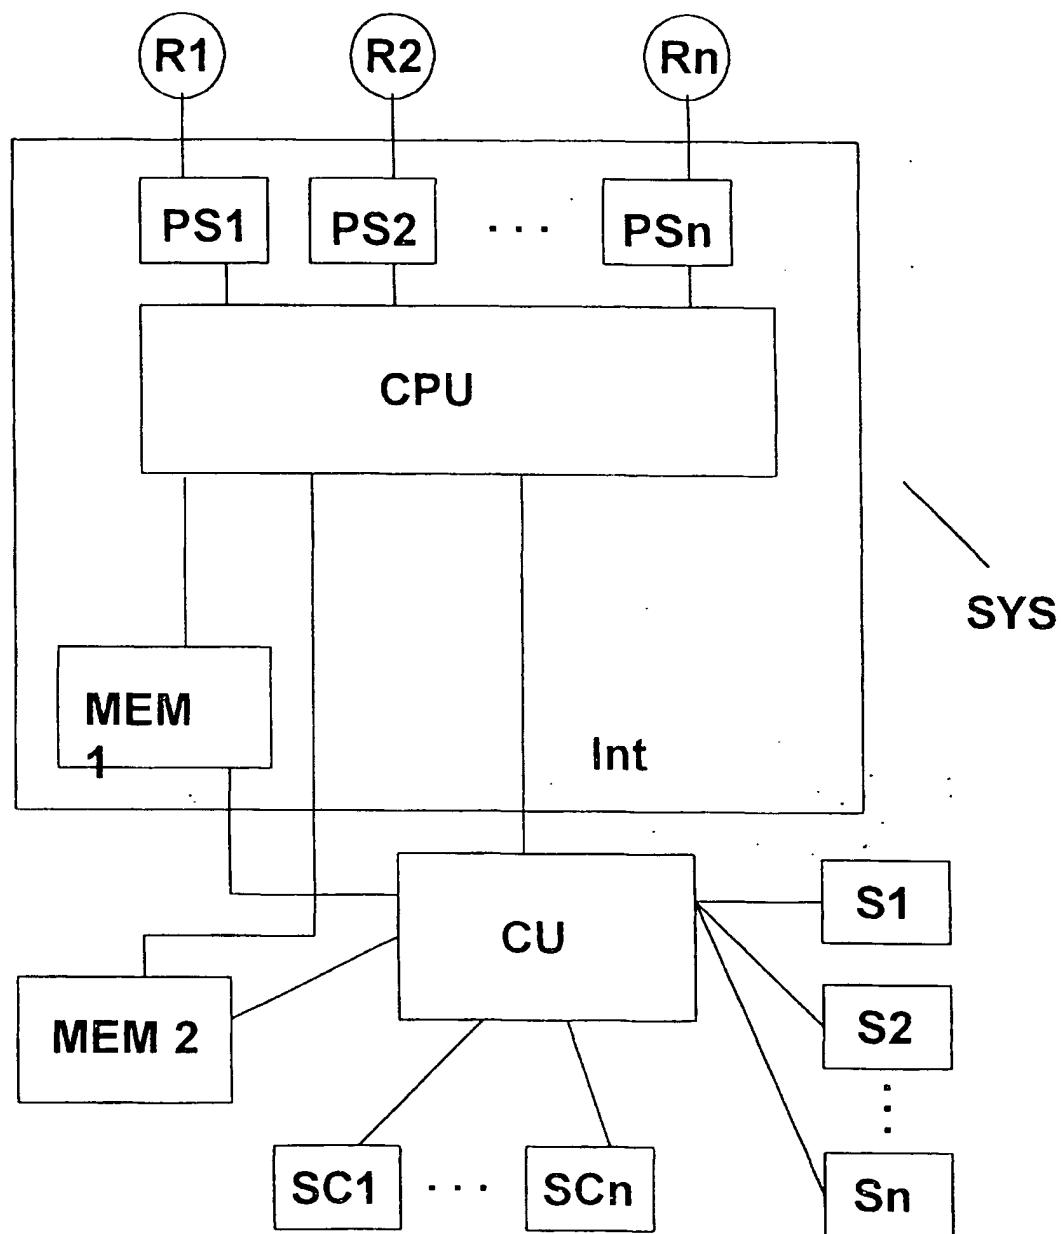 R1 R2 Rn
PS1 PS2 ... PSn
CPU
SYS
MEM
1
Int
S1
CU
S2
MEM 2
SC1 ... SCn
Sn